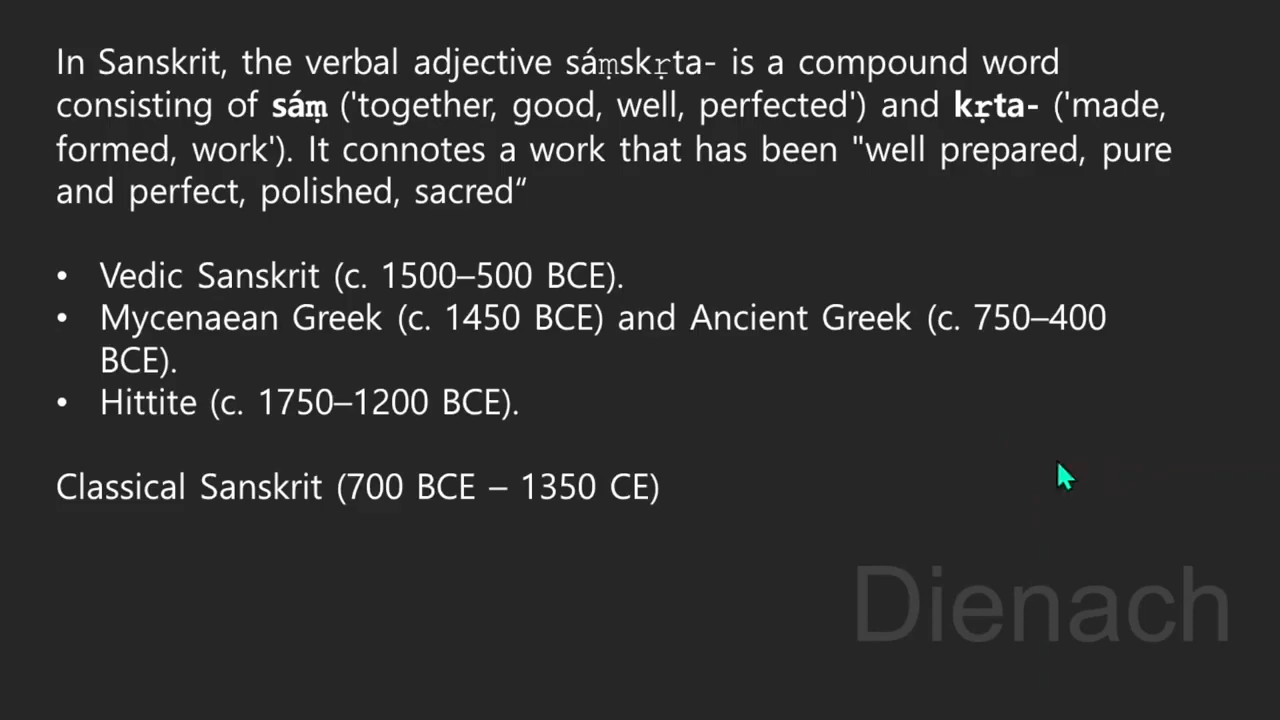 In Sanskrit, the verbal adjective sáṃskṛta- is a compound word
consisting of sáṃ ('together, good, well, perfected') and kṛta- ('made,
formed, work'). It connotes a work that has been "well prepared, pure
and perfect, polished, sacred“
• Vedic Sanskrit (c. 1500–500 BCE).
• Mycenaean Greek (c. 1450 BCE) and Ancient Greek (c. 750–400
BCE).
• Hittite (c. 1750–1200 BCE).
Classical Sanskrit (700 BCE – 1350 CE)
Dienach